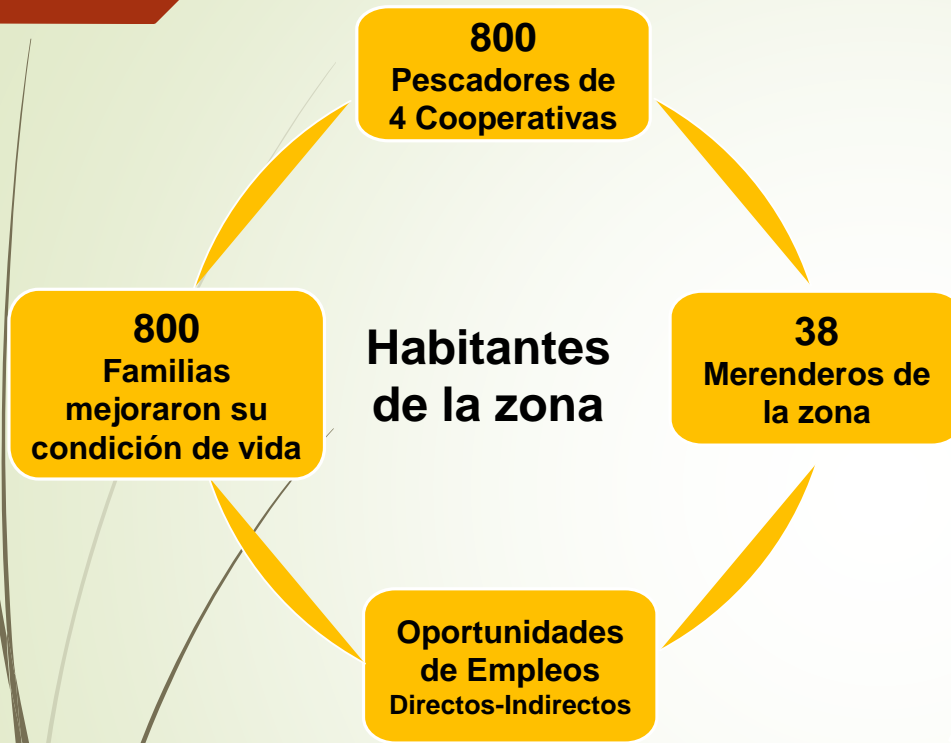 800
Pescadores de
4 Cooperativas
800
Familias
mejoraron su
condición de vida
Habitantes
de la zona
38
Merenderos de
la zona
Oportunidades
de Empleos
Directos-Indirectos